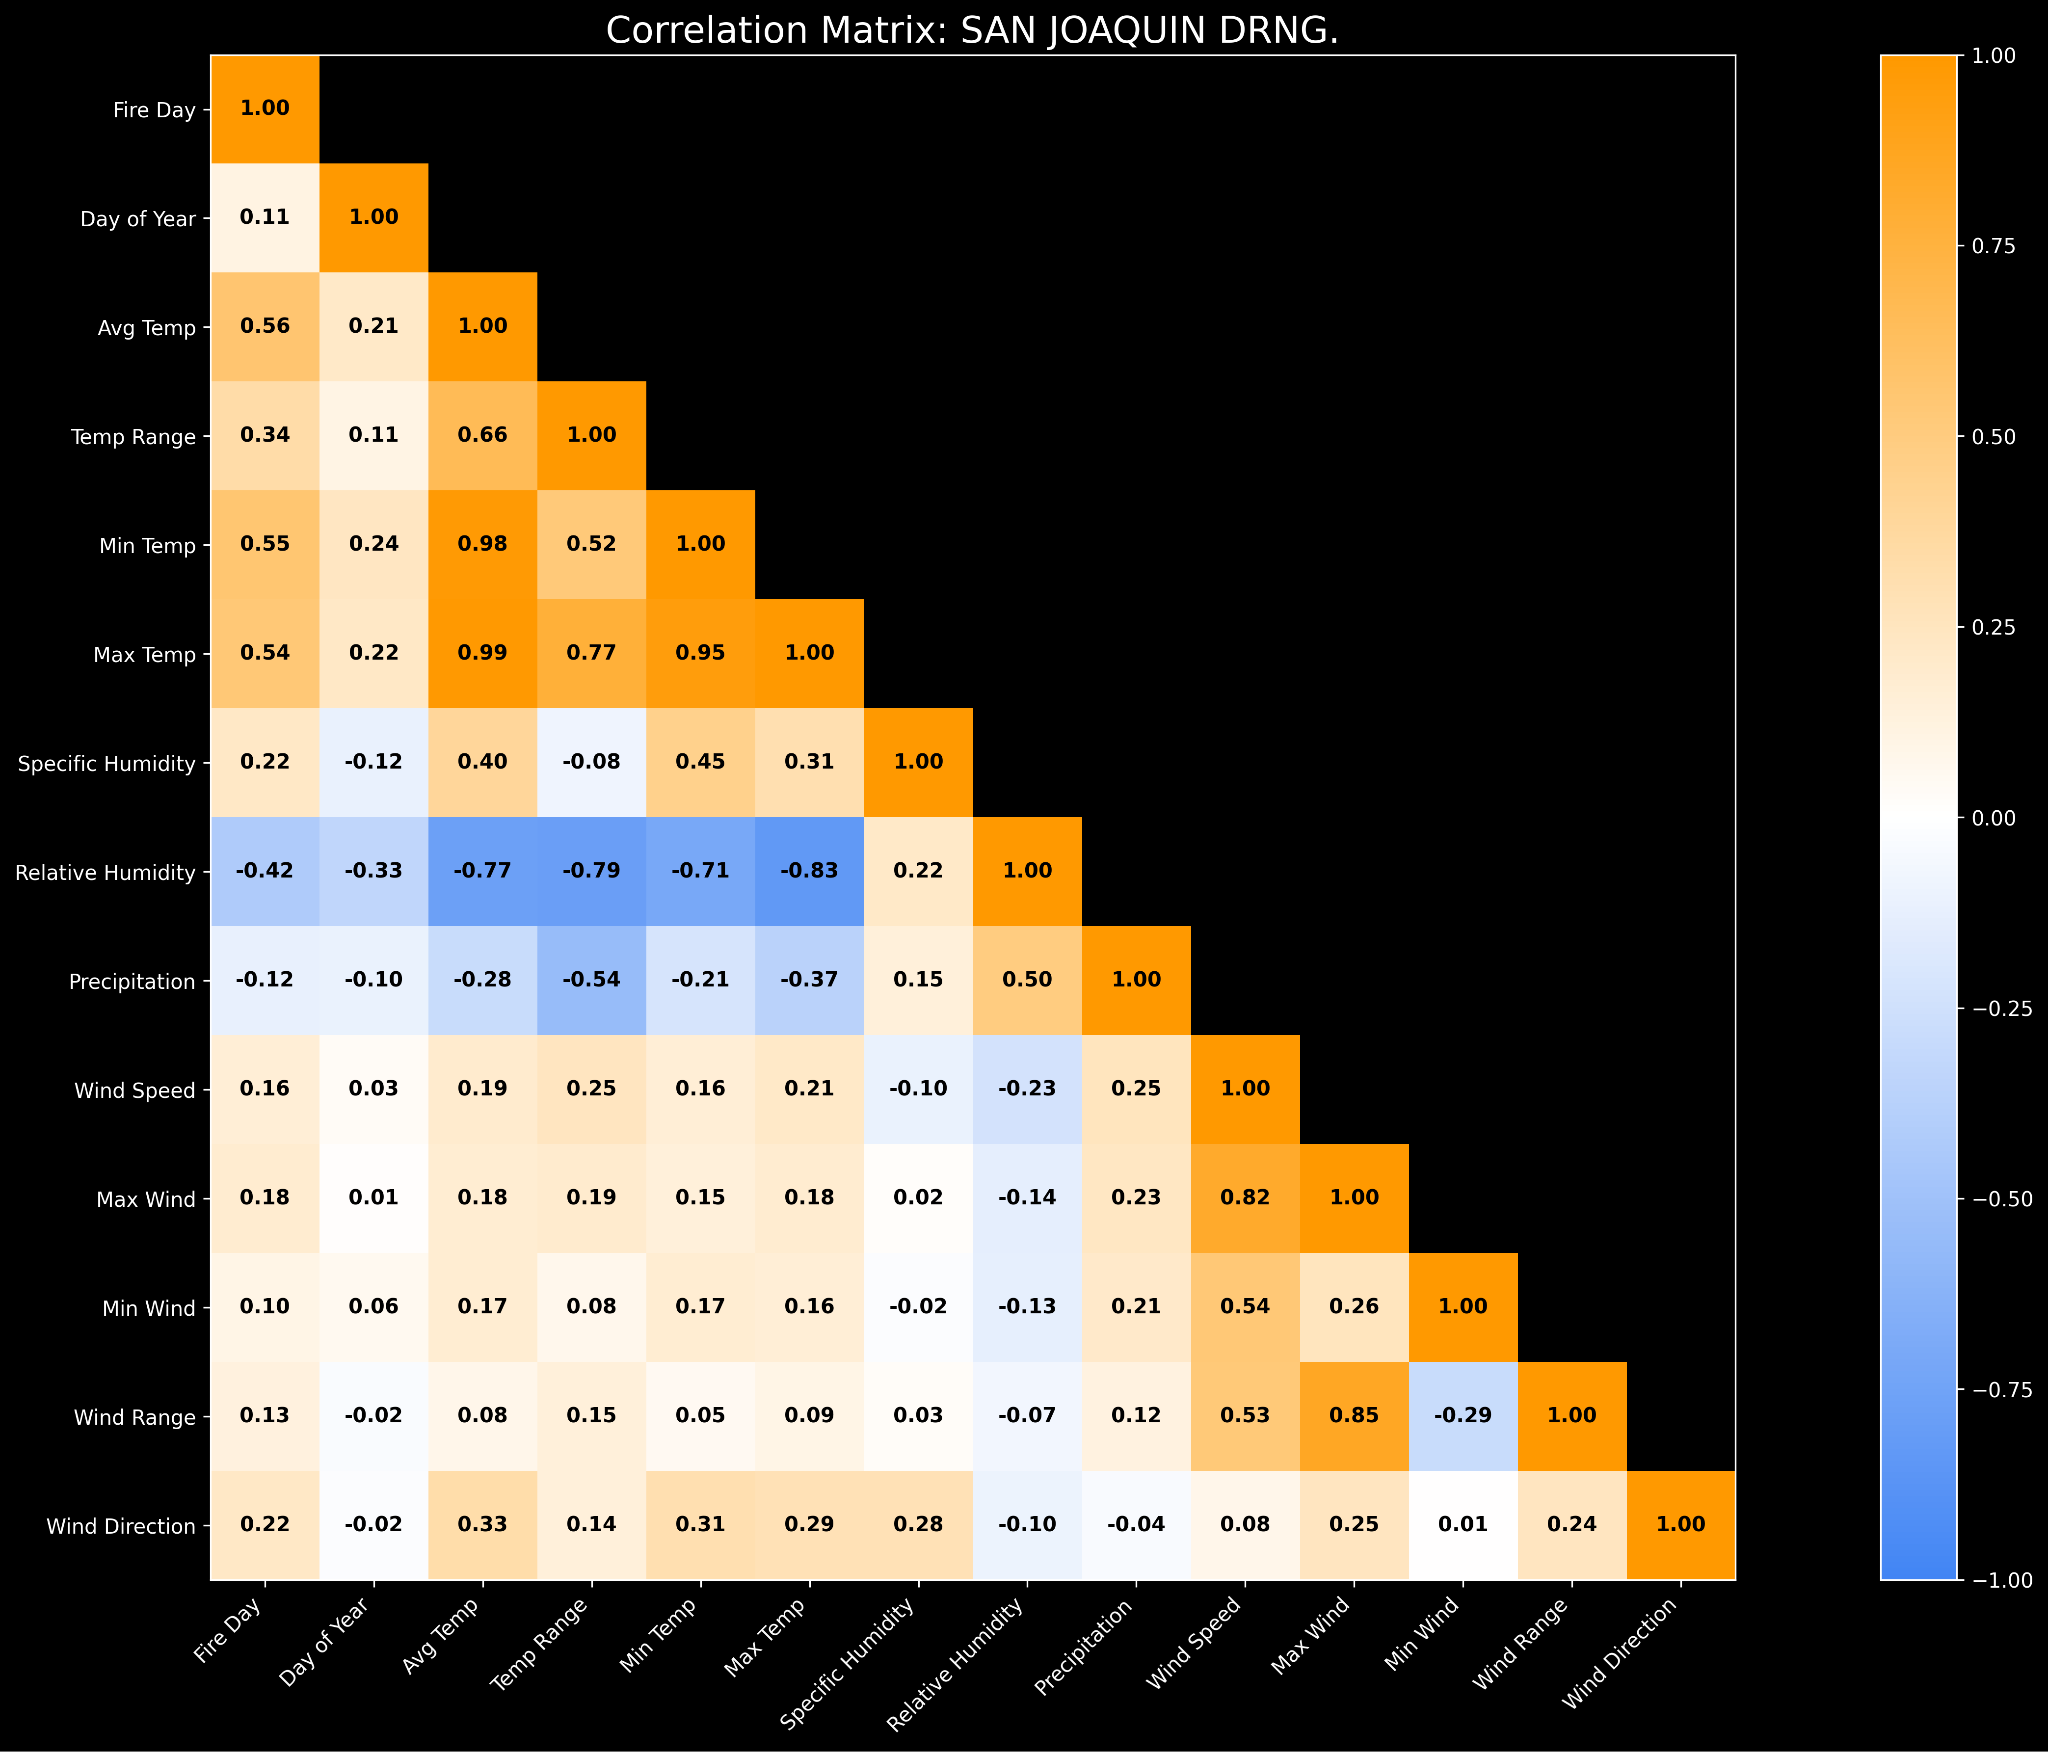 Correlation Matrix: SAN JOAQUIN DRNG.
Fire Day 1.00
Day of Year 0.11 1.00
Avg Temp 0.56 0.21 1.00
Temp Range 0.34 0.11 0.66 1.00
Min Temp 0.55 0.24 0.98 0.52 1.00
Max Temp 0.54 0.22 0.99 0.77 0.95 1.00
Specific Humidity 0.22 -0.12 0.40 -0.08 0.45 0.31 1.00
Relative Humidity -0.42 -0.33 -0.77 -0.79 -0.71 -0.83 0.22 1.00
Precipitation -0.12 -0.10 -0.28 -0.54 -0.21 -0.37 0.15 0.50 1.00
Wind Speed 0.16 0.03 0.19 0.25 0.16 0.21 -0.10 -0.23 0.25 1.00
Max Wind 0.18 0.01 0.18 0.19 0.15 0.18 0.02 -0.14 0.23 0.82 1.00
Min Wind 0.10 0.06 0.17 0.08 0.17 0.16 -0.02 -0.13 0.21 0.54 0.26 1.00
Wind Range 0.13 -0.02 0.08 0.15 0.05 0.09 0.03 -0.07 0.12 0.53 0.85 -0.29 1.00
Wind Direction 0.22 -0.02 0.33 0.14 0.31 0.29 0.28 -0.10 -0.04 0.08 0.25 0.01 0.24 1.00
Fire Day
Day of Year
Avg Temp
Temp Range
Min Temp
Max Temp
Specific Humidity
Relative Humidity
Precipitation
Wind Speed
Max Wind
Min Wind
Wind Range
Wind Direction
1.00
0.75
0.50
0.25
0.00
−0.25
−0.50
−0.75
−1.00